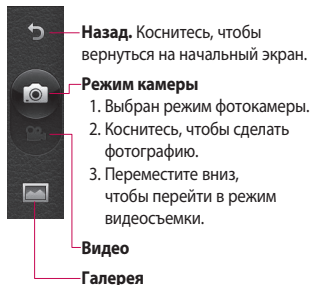 Назад. Коснитесь, чтобы
вернуться на начальный экран.
Режим камеры
1. Выбран режим фотокамеры.
2. Коснитесь, чтобы сделать
фотографию.
3. Переместите вниз,
чтобы перейти в режим
видеосъемки.
Видео
Галерея